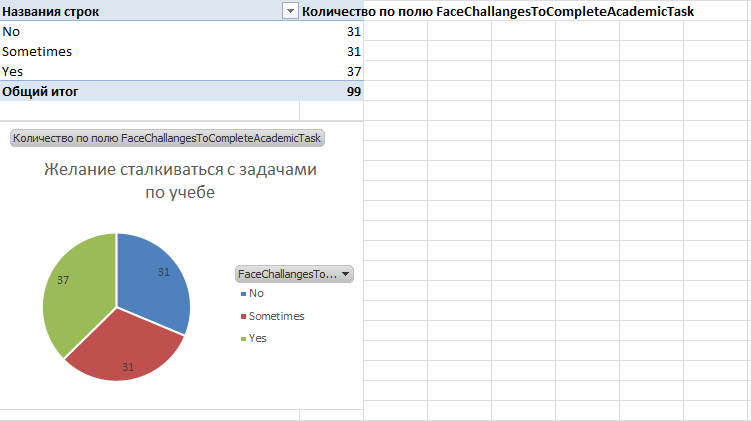 Названия строк Количество по полю FaceChallangesToCompleteAcademicTask
No 31
Sometimes 31
Yes 37
Общий итог 99
Количество по полю FaceChallangesToCompleteAcademicTask
Желание сталкиваться с задачами
по учебе
37
31
31
FaceChallangesTo...
No
Sometimes
Yes